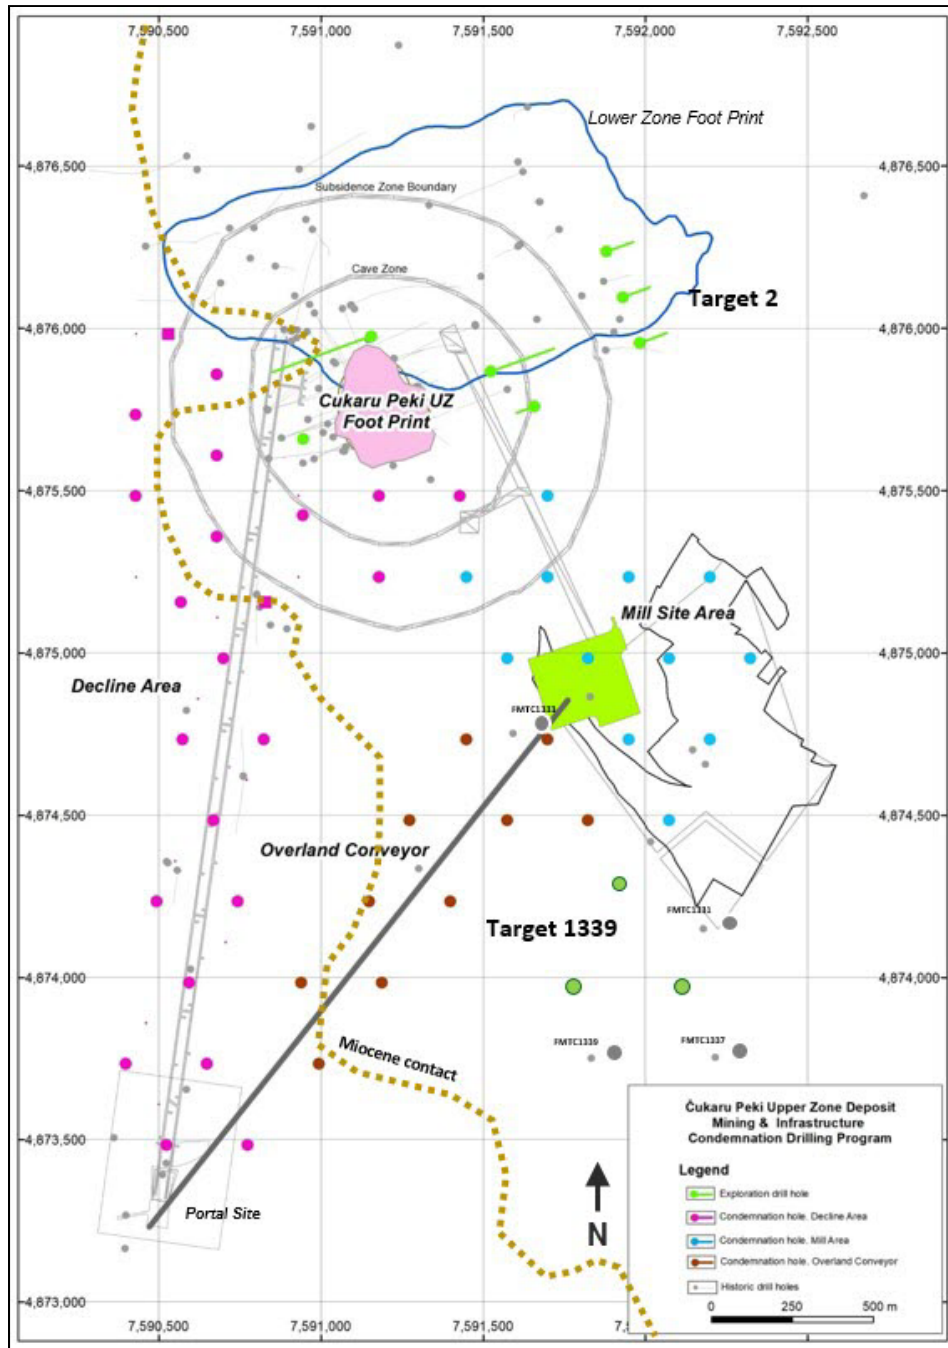 7,590,500
7,591,000
7,591,500
7,592,000
7,592,500
Lower Zone Foot Print
4,876,500
4,876,500
Subsidence Zone Boundary
Cave Zone
Target 2
4,876,000
4,876,000
Cukaru Peki UZ
Foot Print
4,875,500
4,875,500
Mill Site Area
4,875,000
4,875,000
Decline Area
FMTC1333
4,874,500
4,874,500
Overland Conveyor
Target 1339
FMTC1331
4,874,000
4,874,000
Miocene contact
FMTC1339
FMTC1337
4,873,500
Čukaru Peki Upper Zone Deposit
Mining & Infrastructure
Condemnation Drilling Program
Legend
Exploration drill hole
Condemnation hole. Decline Area
Condemnation hole. Mill Area
Condemnation hole. Overland Conveyor
Historic drill holes
0 250 500 m
N
Portal Site
4,873,000
7,590,500
7,591,000
7,591,500